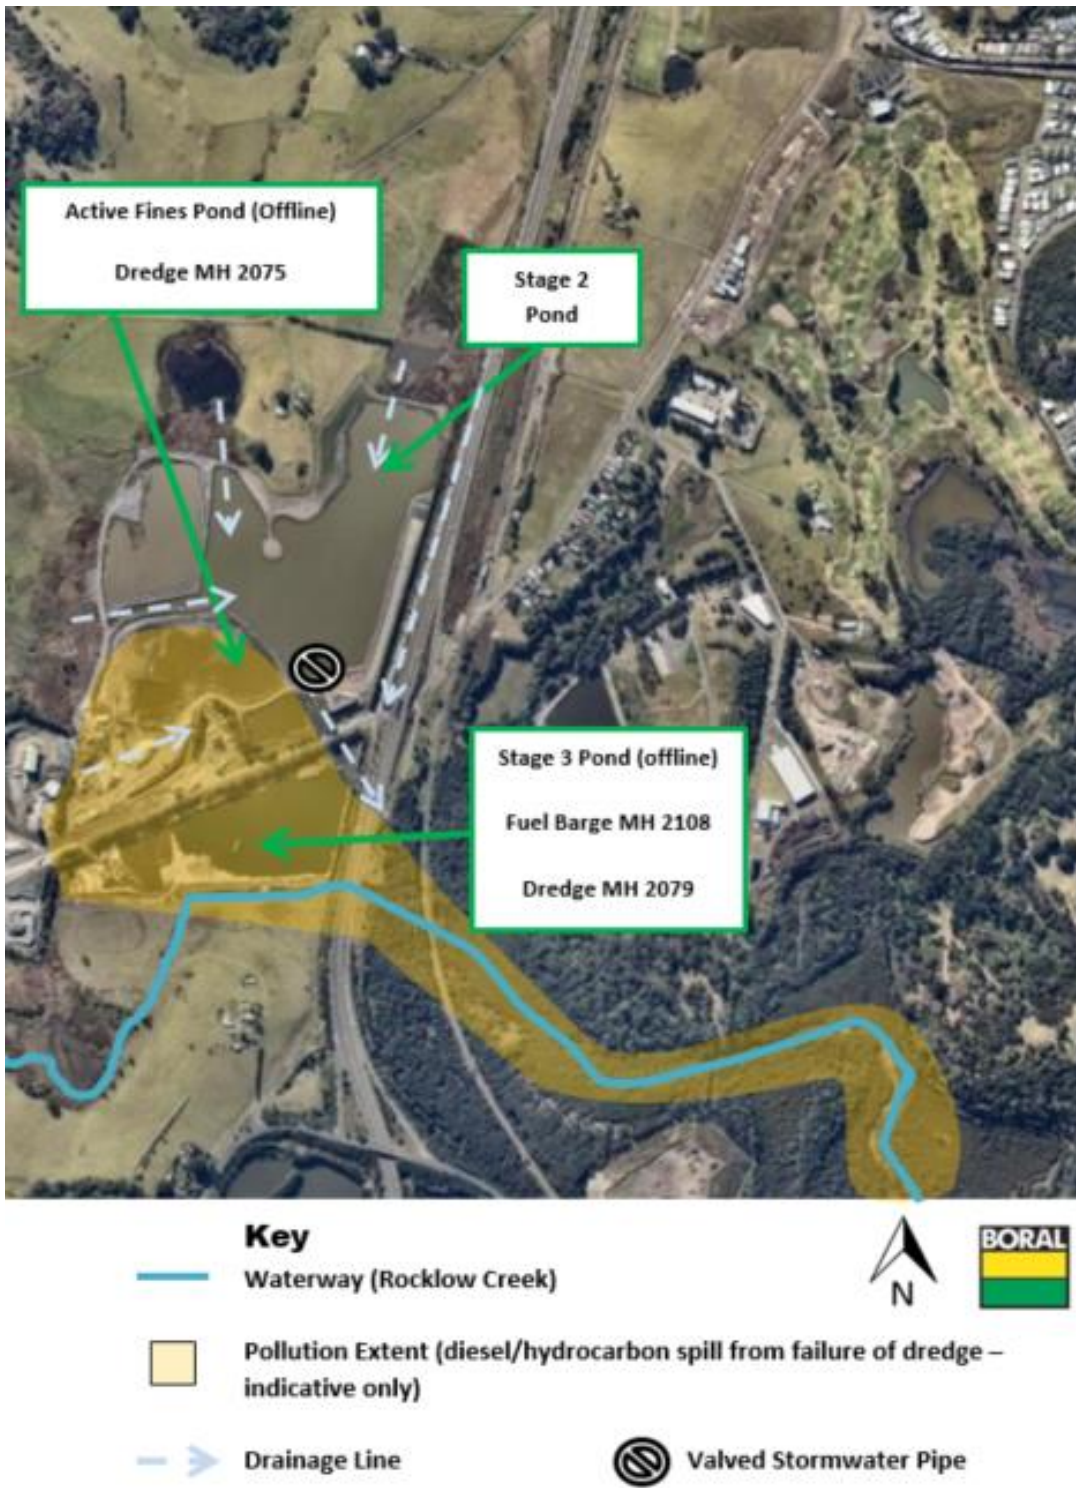 Active Fines Pond (Offline)
Dredge MH 2075
Stage 2
Pond
Stage 3 Pond (offline)
Fuel Barge MH 2108
Dredge MH 2079
Key
Waterway (Rocklow Creek)
N
BORAL
Pollution Extent (diesel/hydrocarbon spill from failure of dredge –
indicative only)
Drainage Line
Valved Stormwater Pipe